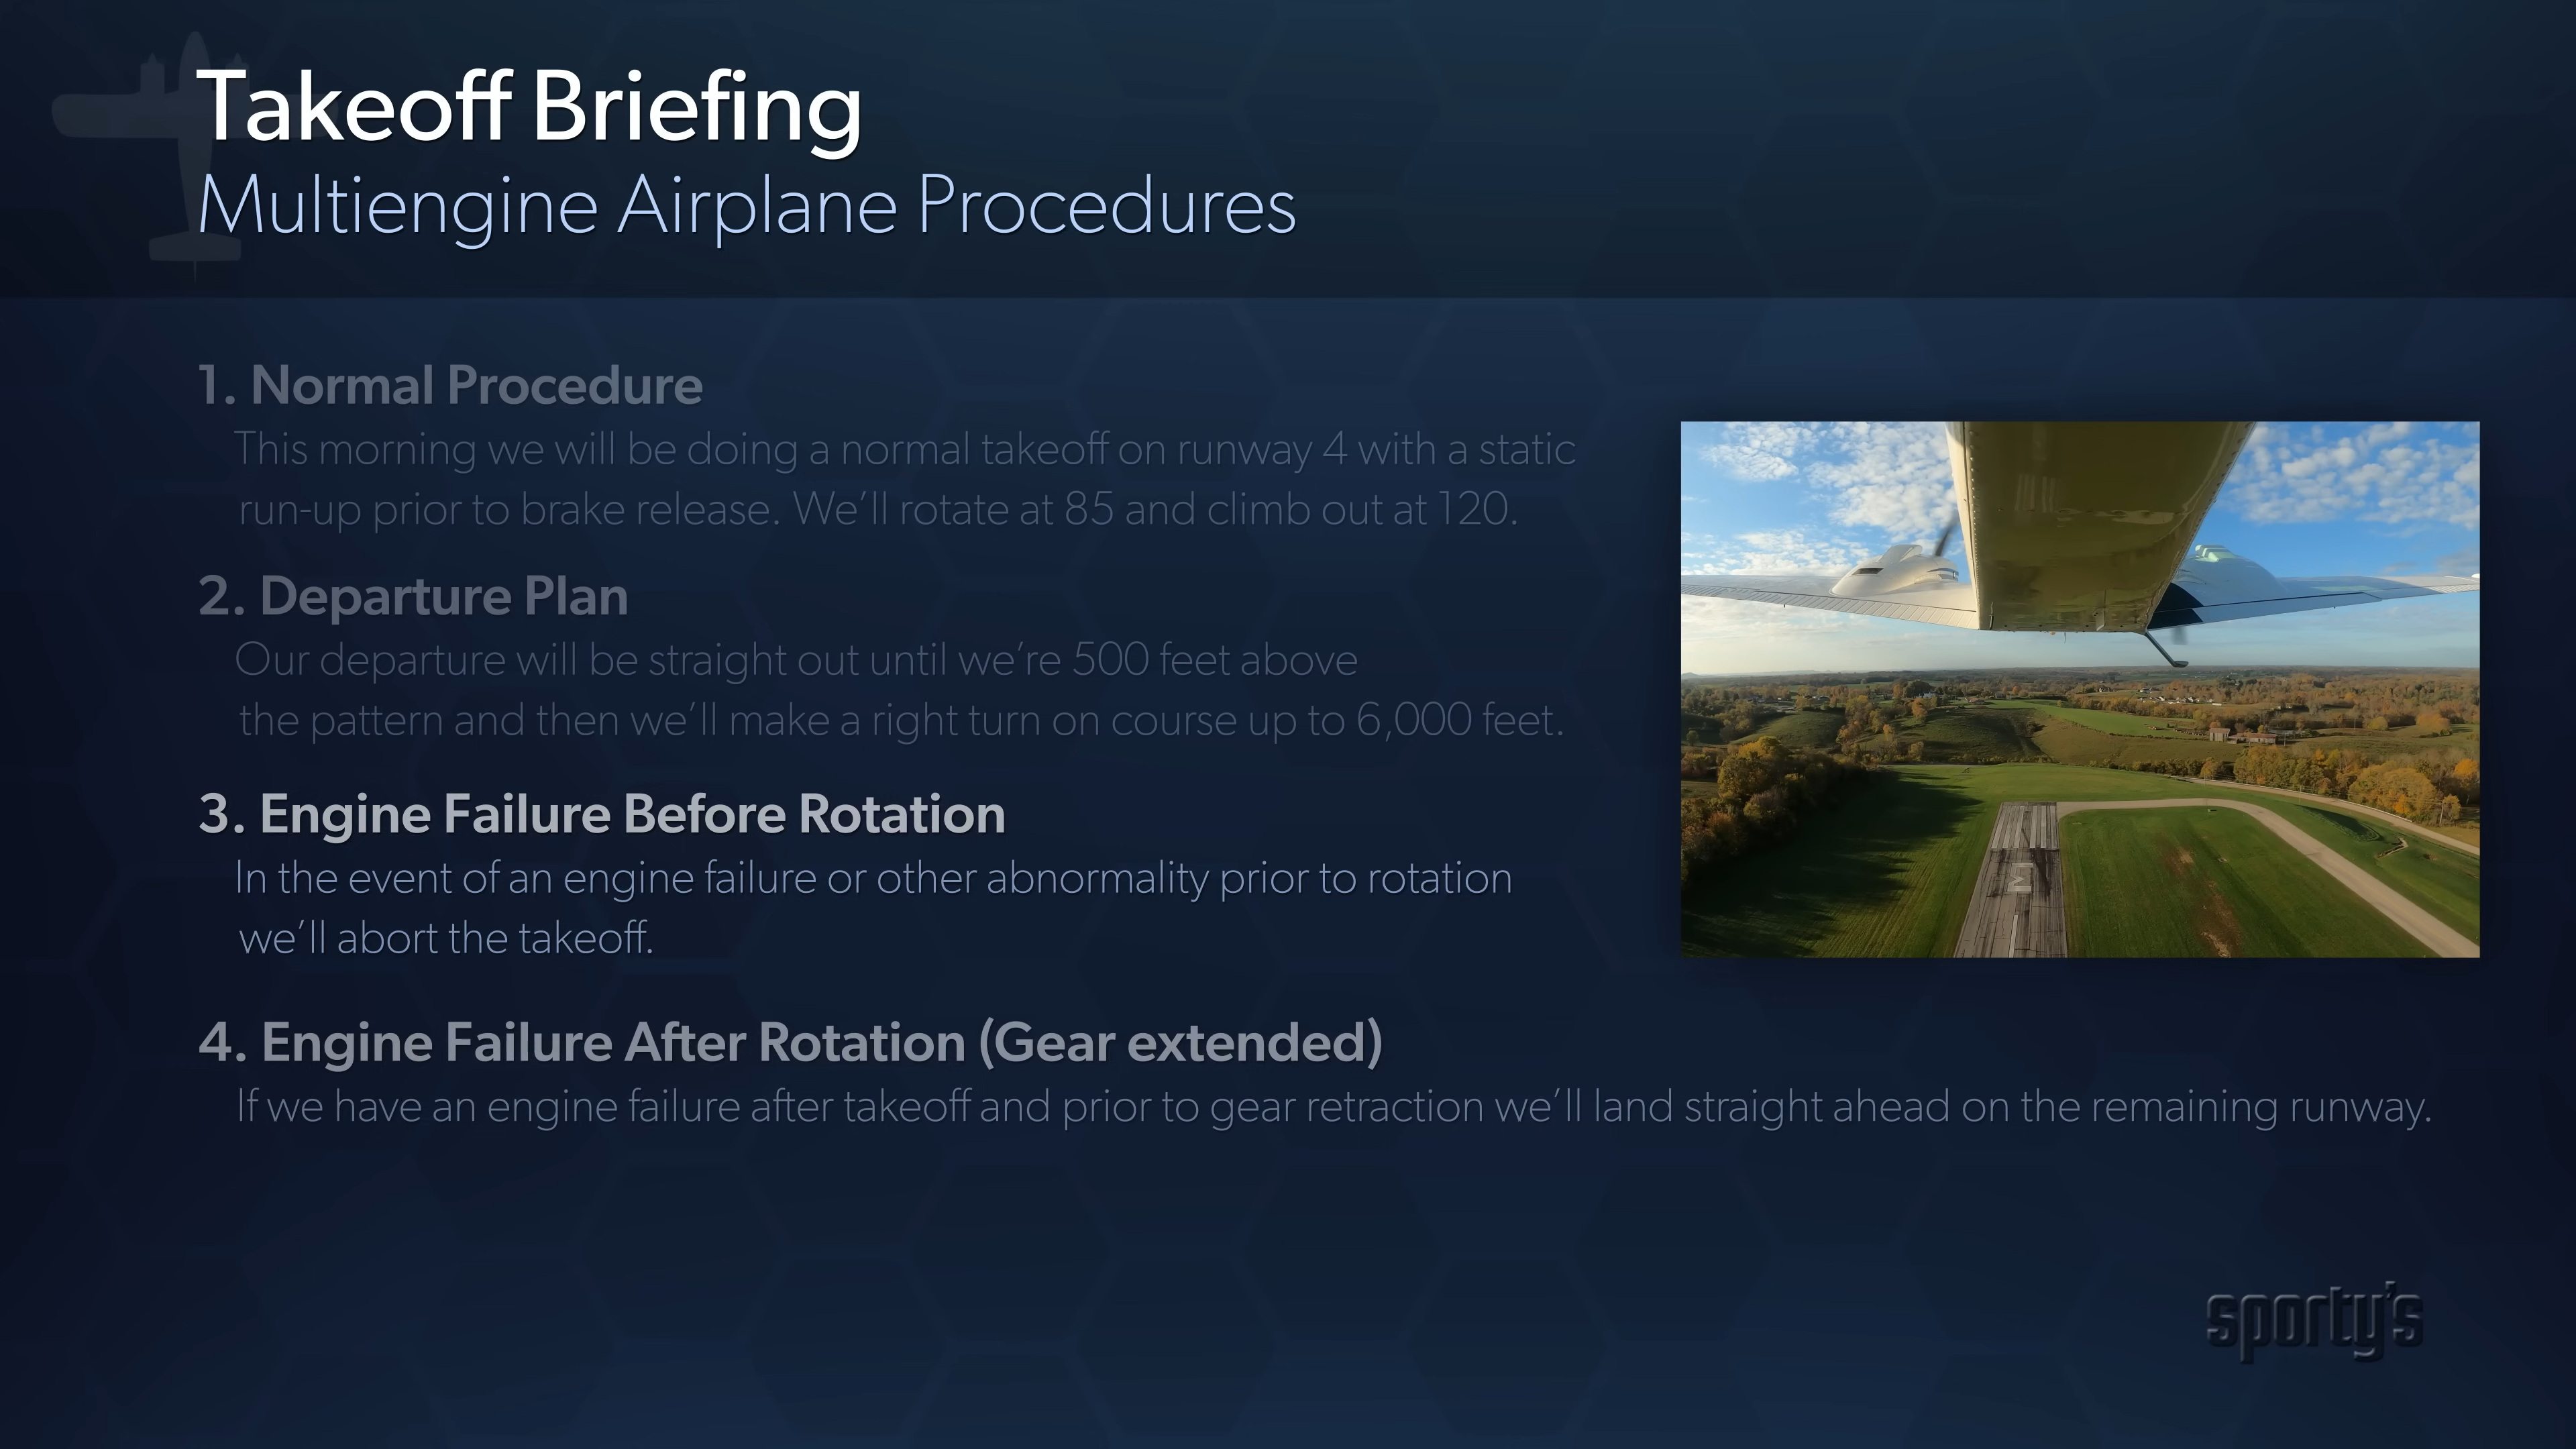 Takeoff Briefing
Multiengine Airplane Procedures
1. Normal Procedure
This morning we will be doing a normal takeoff on runway 4 with a static
run-up prior to brake release. We’ll rotate at 85 and climb out at 120.
2. Departure Plan
Our departure will be straight out until we’re 500 feet above
the pattern and then we’ll make a right turn on course up to 6,000 feet.
3. Engine Failure Before Rotation
In the event of an engine failure or other abnormality prior to rotation
we’ll abort the takeoff.
4. Engine Failure After Rotation (Gear extended)
If we have an engine failure after takeoff and prior to gear retraction we’ll land straight ahead on the remaining runway.
sporty's